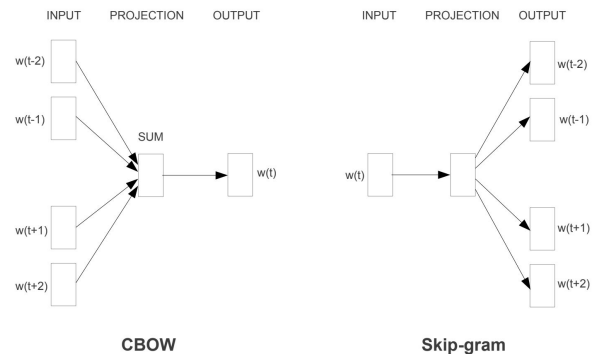 INPUT PROJECTION OUTPUT
w(t-2)
w(t-1)
SUM
w(t)
w(t+1)
w(t+2)
CBOW
INPUT PROJECTION OUTPUT
w(t-2)
w(t-1)
w(t)
w(t+1)
w(t+2)
Skip-gram